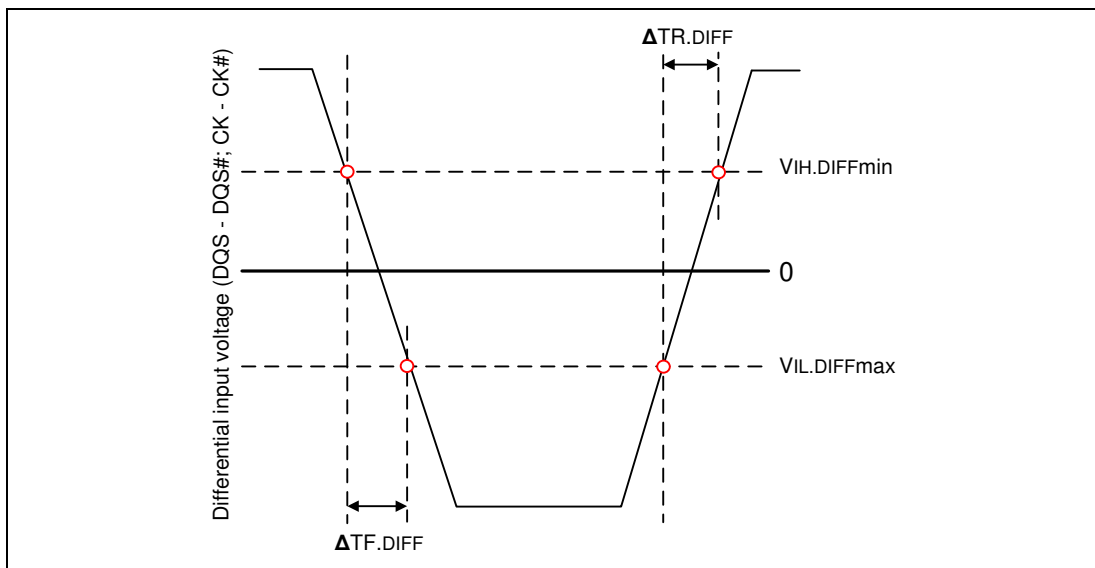 ΔTR.DIFF
Differential input voltage (DQS - DQS#; CK - CK#)
VIH.DIFFmin
0
VIL.DIFFmax
ΔTF.DIFF